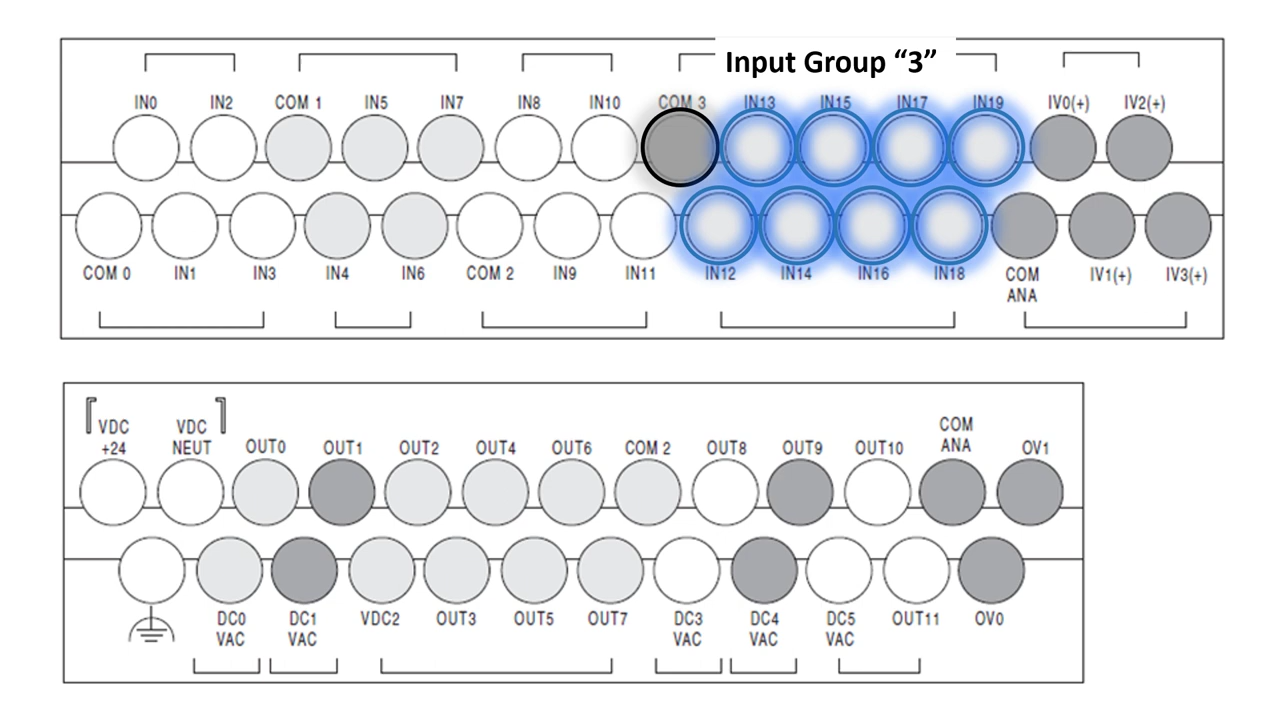 Input Group “3”
IN0 IN2 COM 1 IN5 IN7 IN8 IN10 COM 3 IN13 IN15 IN17 IN19 IV0(+) IV2(+)
COM 0 IN1 IN3 IN4 IN6 COM 2 IN9 IN11 IN12 IN14 IN16 IN18 COM ANA IV1(+) IV3(+)
VDC +24 VDC NEUT OUT0 OUT1 OUT2 OUT4 OUT6 COM 2 OUT8 OUT9 OUT10 COM ANA OV1
DC0 VAC DC1 VAC VDC2 OUT3 OUT5 OUT7 DC3 VAC DC4 VAC DC5 VAC OUT11 OV0